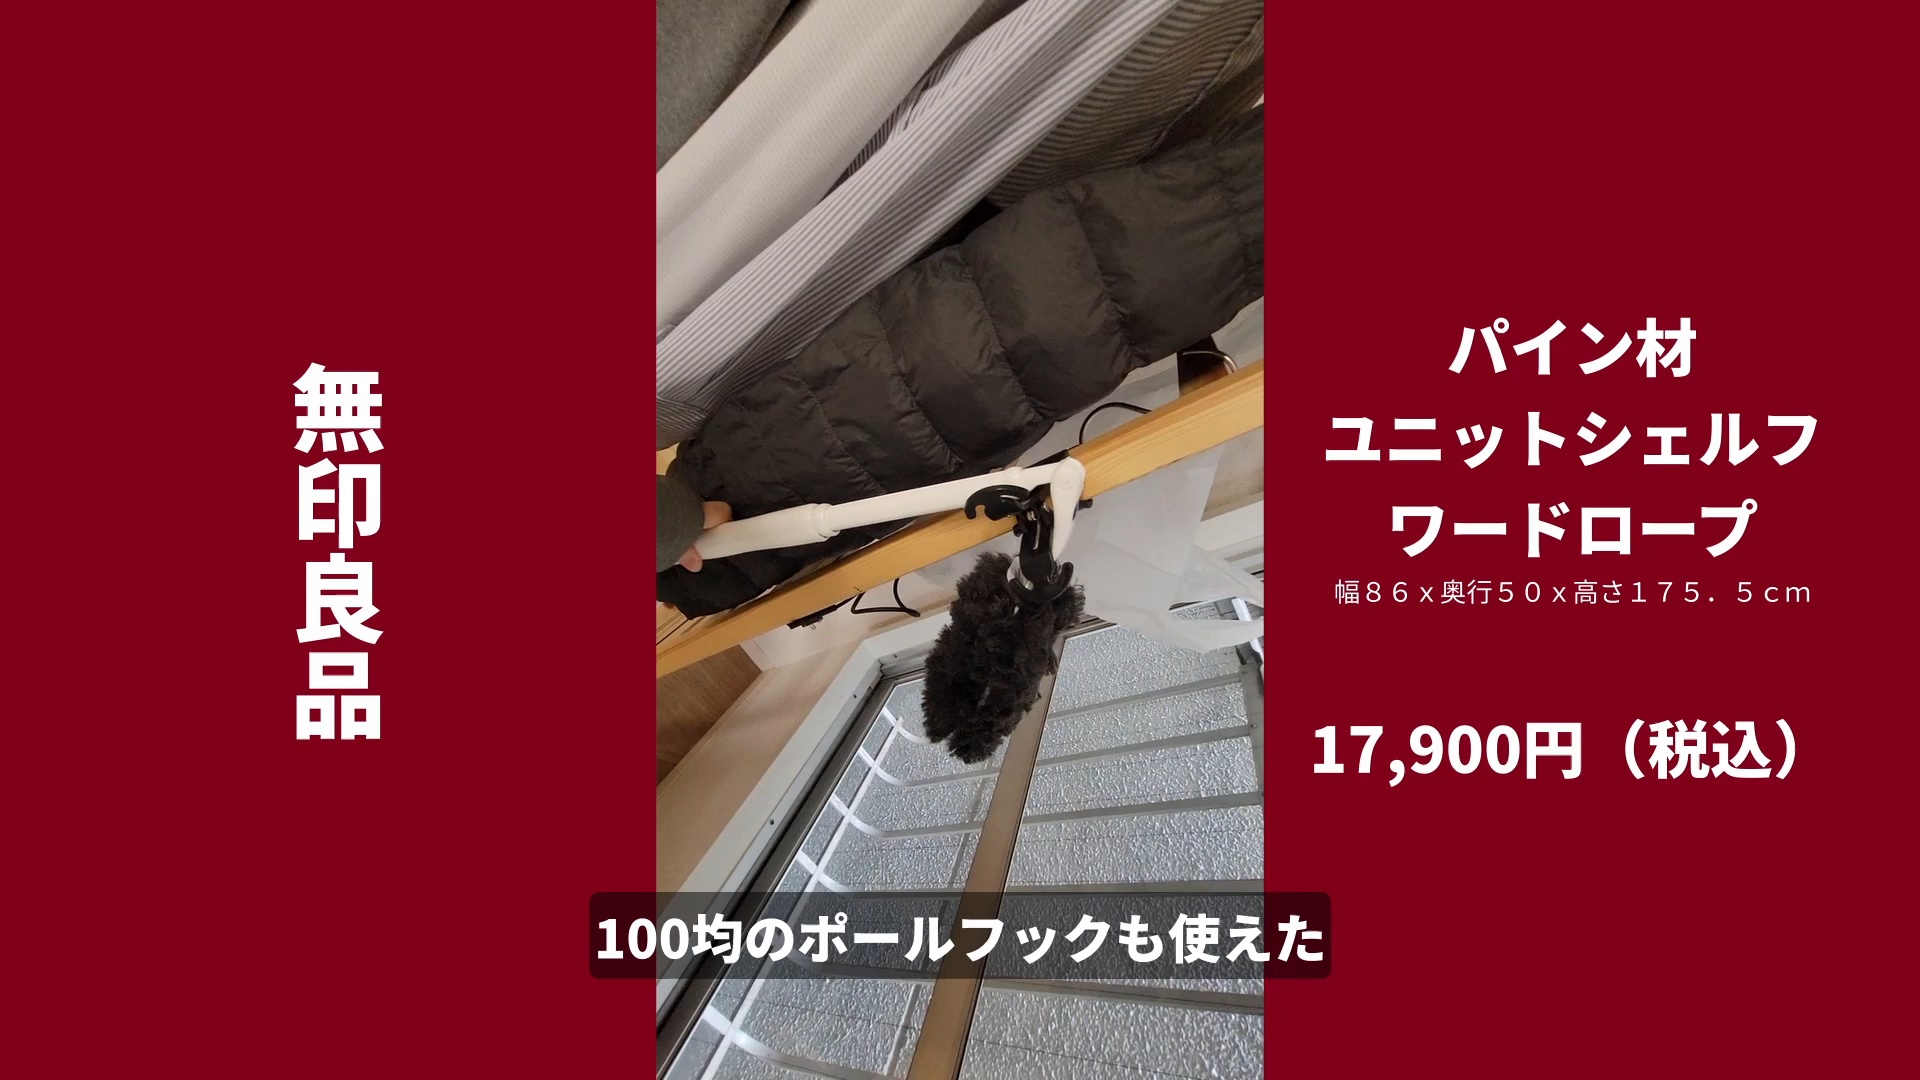 無印良品
パイン材
ユニットシェルフ
ワードロープ
幅８６ｘ奥行５０ｘ高さ１７５．５ｃｍ
17,900円（税込）
100均のポールフックも使えた